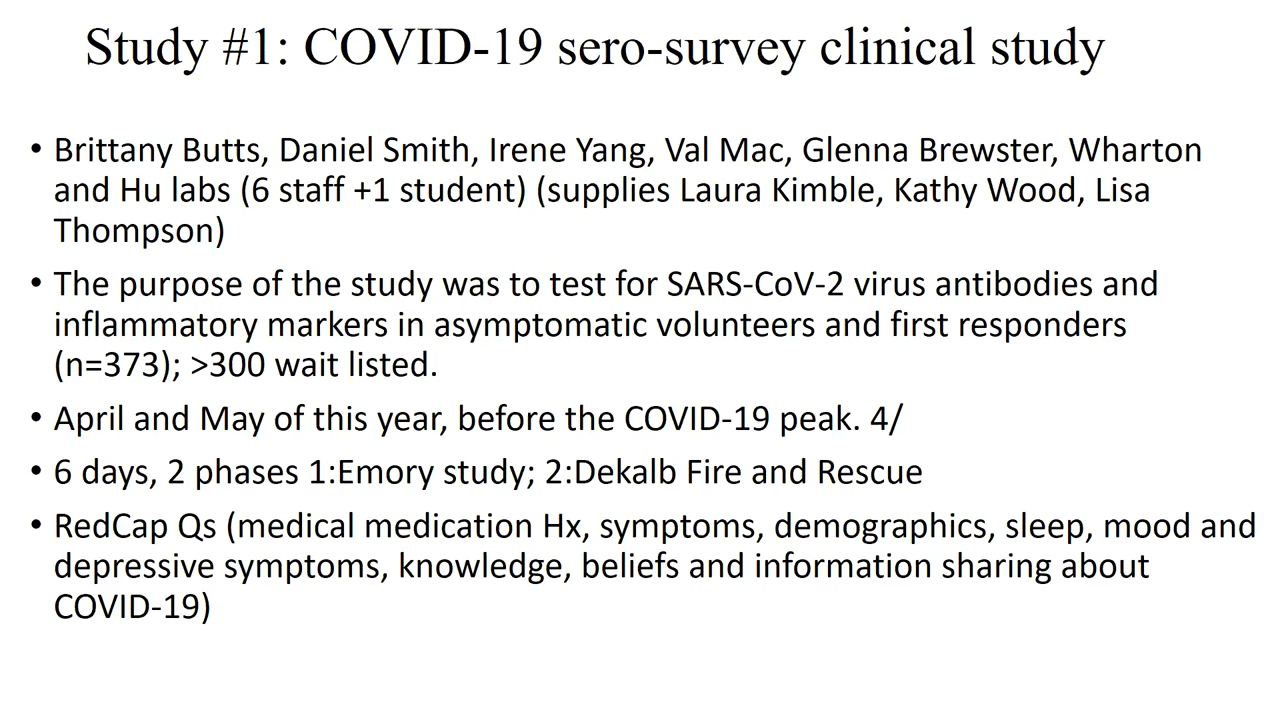 Study #1: COVID-19 sero-survey clinical study
• Brittany Butts, Daniel Smith, Irene Yang, Val Mac, Glenna Brewster, Wharton
and Hu labs (6 staff +1 student) (supplies Laura Kimble, Kathy Wood, Lisa
Thompson)
• The purpose of the study was to test for SARS-CoV-2 virus antibodies and
inflammatory markers in asymptomatic volunteers and first responders
(n=373); >300 wait listed.
• April and May of this year, before the COVID-19 peak. 4/
• 6 days, 2 phases 1:Emory study; 2:Dekalb Fire and Rescue
• RedCap Qs (medical medication Hx, symptoms, demographics, sleep, mood and
depressive symptoms, knowledge, beliefs and information sharing about
COVID-19)